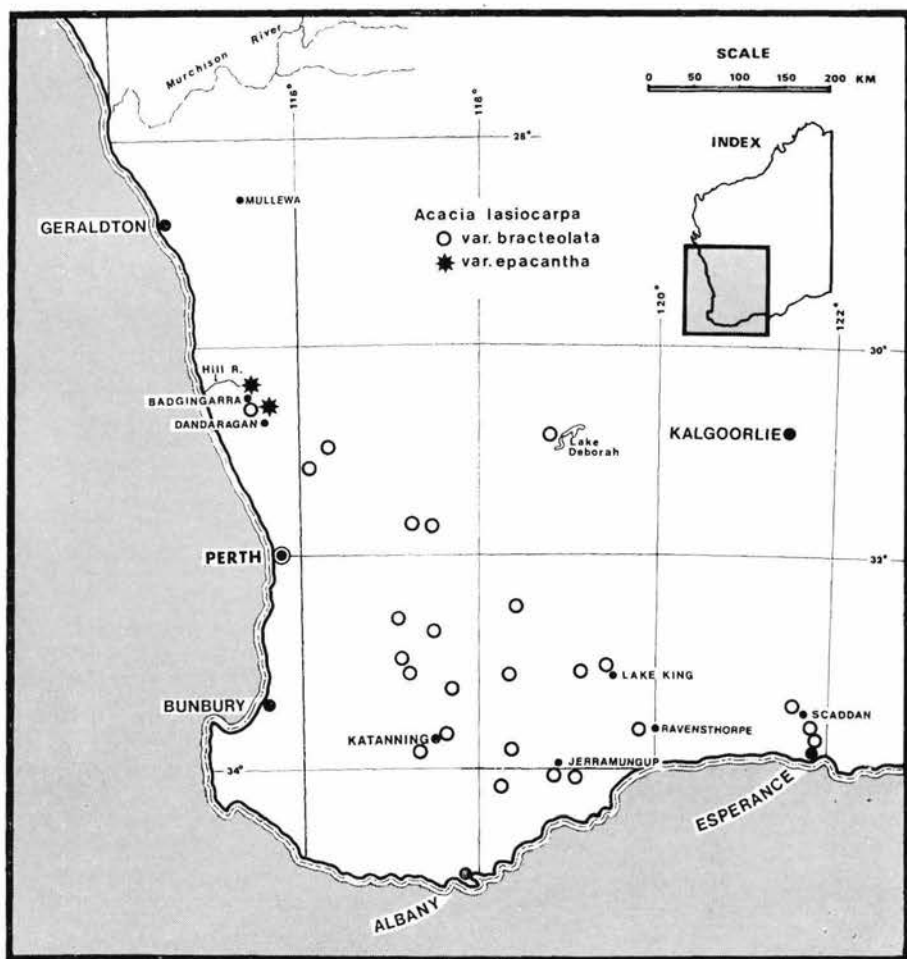 SCALE
0 50 100 150 200 KM
Murchison River
116°
118°
28°
INDEX
MULLEWA
GERALDTON
Acacia lasiocarpa
var. bracteolata
var. epacantha
120°
122°
30°
Hill R.
BADGINGARRA
DANDARAGAN
Lake
Deborah
KALGOORLIE
PERTH
33°
LAKE KING
BUNBURY
SCADDAN
KATANNING
RAVENSTHORPE
JERRAMUNGUP
34°
ESPERANCE
ALBANY